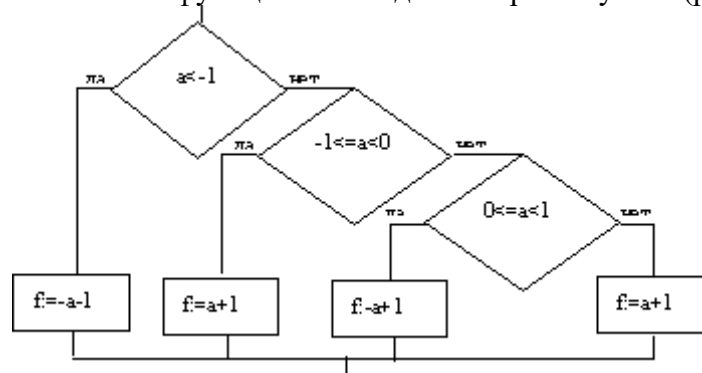 a<-1
да нет
-1<=a<0
да нет
0<=a<1
да нет
f:=-a-1
f:=a+1
f:-a+1
f:=a+1